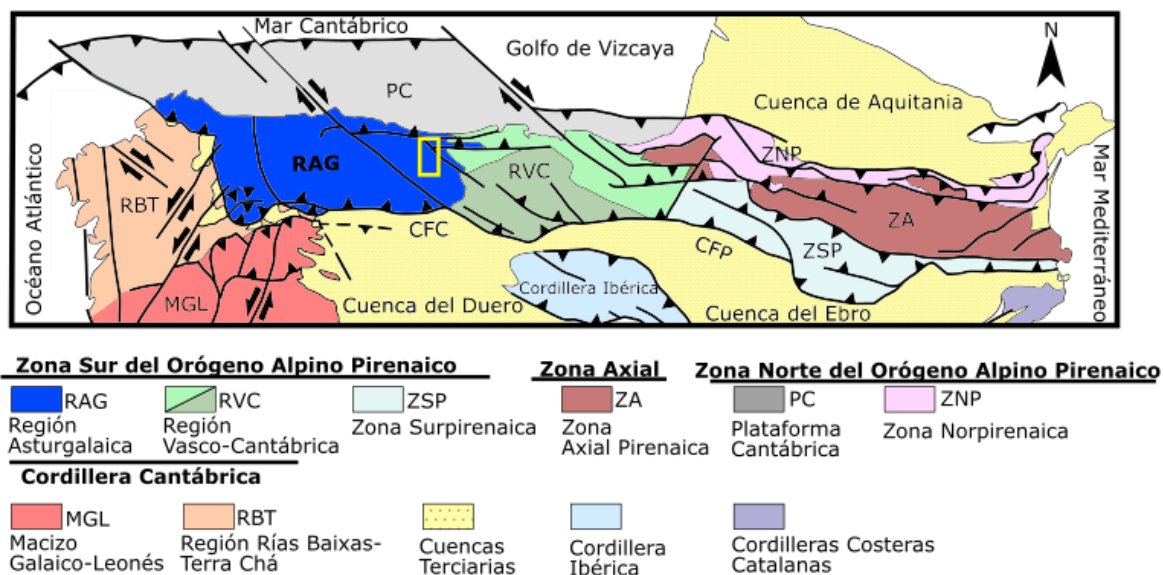 Mar Cantábrico
Golfo de Vizcaya
N
PC
Cuenca de Aquitania
Océano Atlántico
RAG
ZNP
Mar Mediterráneo
RBT
RVC
ZA
CFC
CFP
ZSP
MGL
Cuenca del Duero
Cordillera Ibérica
Cuenca del Ebro
Zona Sur del Orógeno Alpino Pirenaico
Zona Axial
Zona Norte del Orógeno Alpino Pirenaico
RAG
Región
Asturgalaica
RVC
Región
Vasco-Cantábrica
ZSP
Zona Surpirenaica
ZA
Zona
Axial Pirenaica
PC
Plataforma
Cantábrica
ZNP
Zona Norpirenaica
Cordillera Cantábrica
MGL
Macizo
Galaico-Leonés
RBT
Región Rías Baixas-
Terra Chá
Cuencas
Terciarias
Cordillera
Ibérica
Cordilleras Costeras
Catalanas